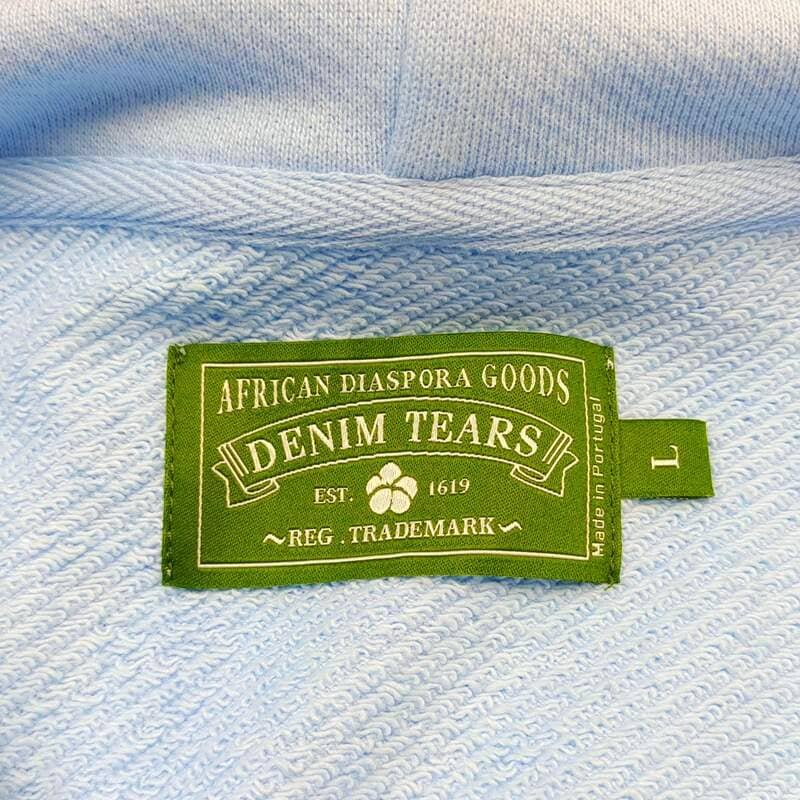 AFRICAN DIASPORA GOODS
DENIM TEARS
EST. 1619
~REG . TRADEMARK~
Made in Portugal
L